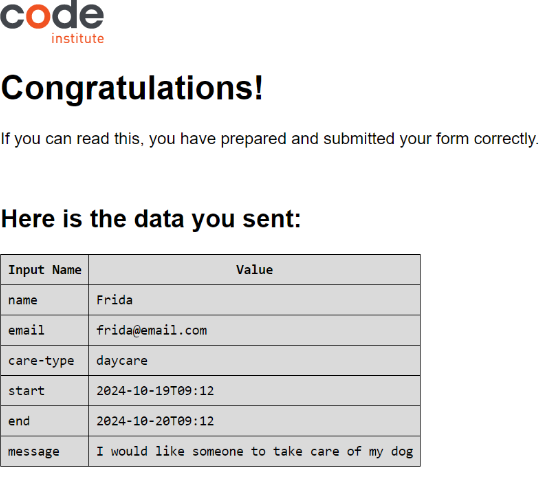 code
institute
Congratulations!
If you can read this, you have prepared and submitted your form correctly.
Here is the data you sent:
Input Name Value
name Frida
email frida@email.com
care-type daycare
start 2024-10-19T09:12
end 2024-10-20T09:12
message I would like someone to take care of my dog